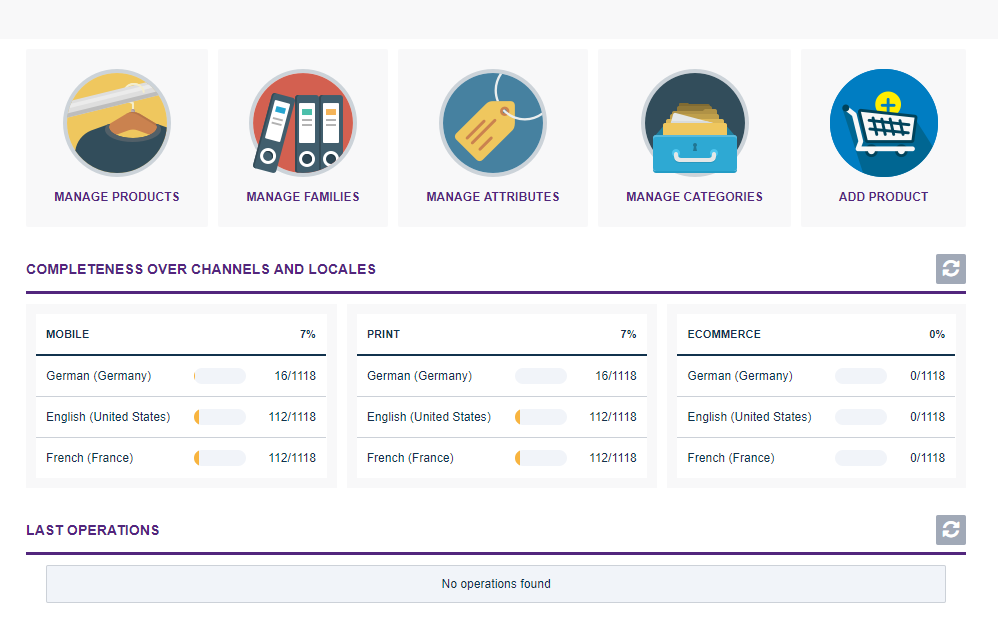 MANAGE PRODUCTS MANAGE FAMILIES MANAGE ATTRIBUTES MANAGE CATEGORIES ADD PRODUCT
COMPLETENESS OVER CHANNELS AND LOCALES
MOBILE 7%
German (Germany) 16/1118
English (United States) 112/1118
French (France) 112/1118
PRINT 7%
German (Germany) 16/1118
English (United States) 112/1118
French (France) 112/1118
ECOMMERCE 0%
German (Germany) 0/1118
English (United States) 0/1118
French (France) 0/1118
LAST OPERATIONS
No operations found